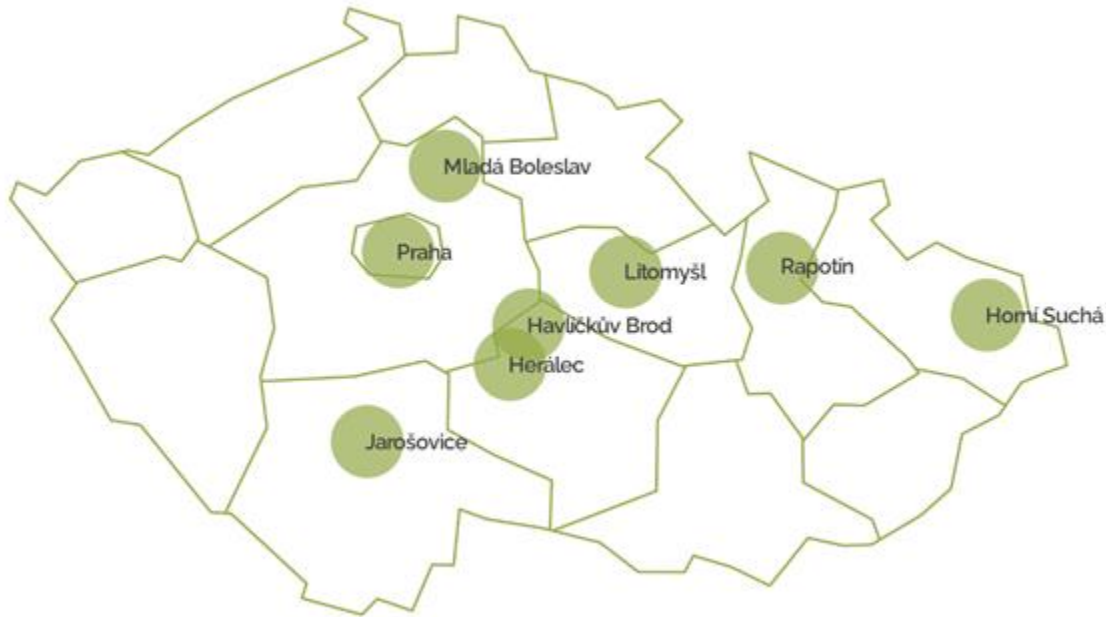 Mladá Boleslav
Praha
Litomyšl
Rapotín
Horní Suchá
Havlíčkův Brod
Herálec
Jarošovice